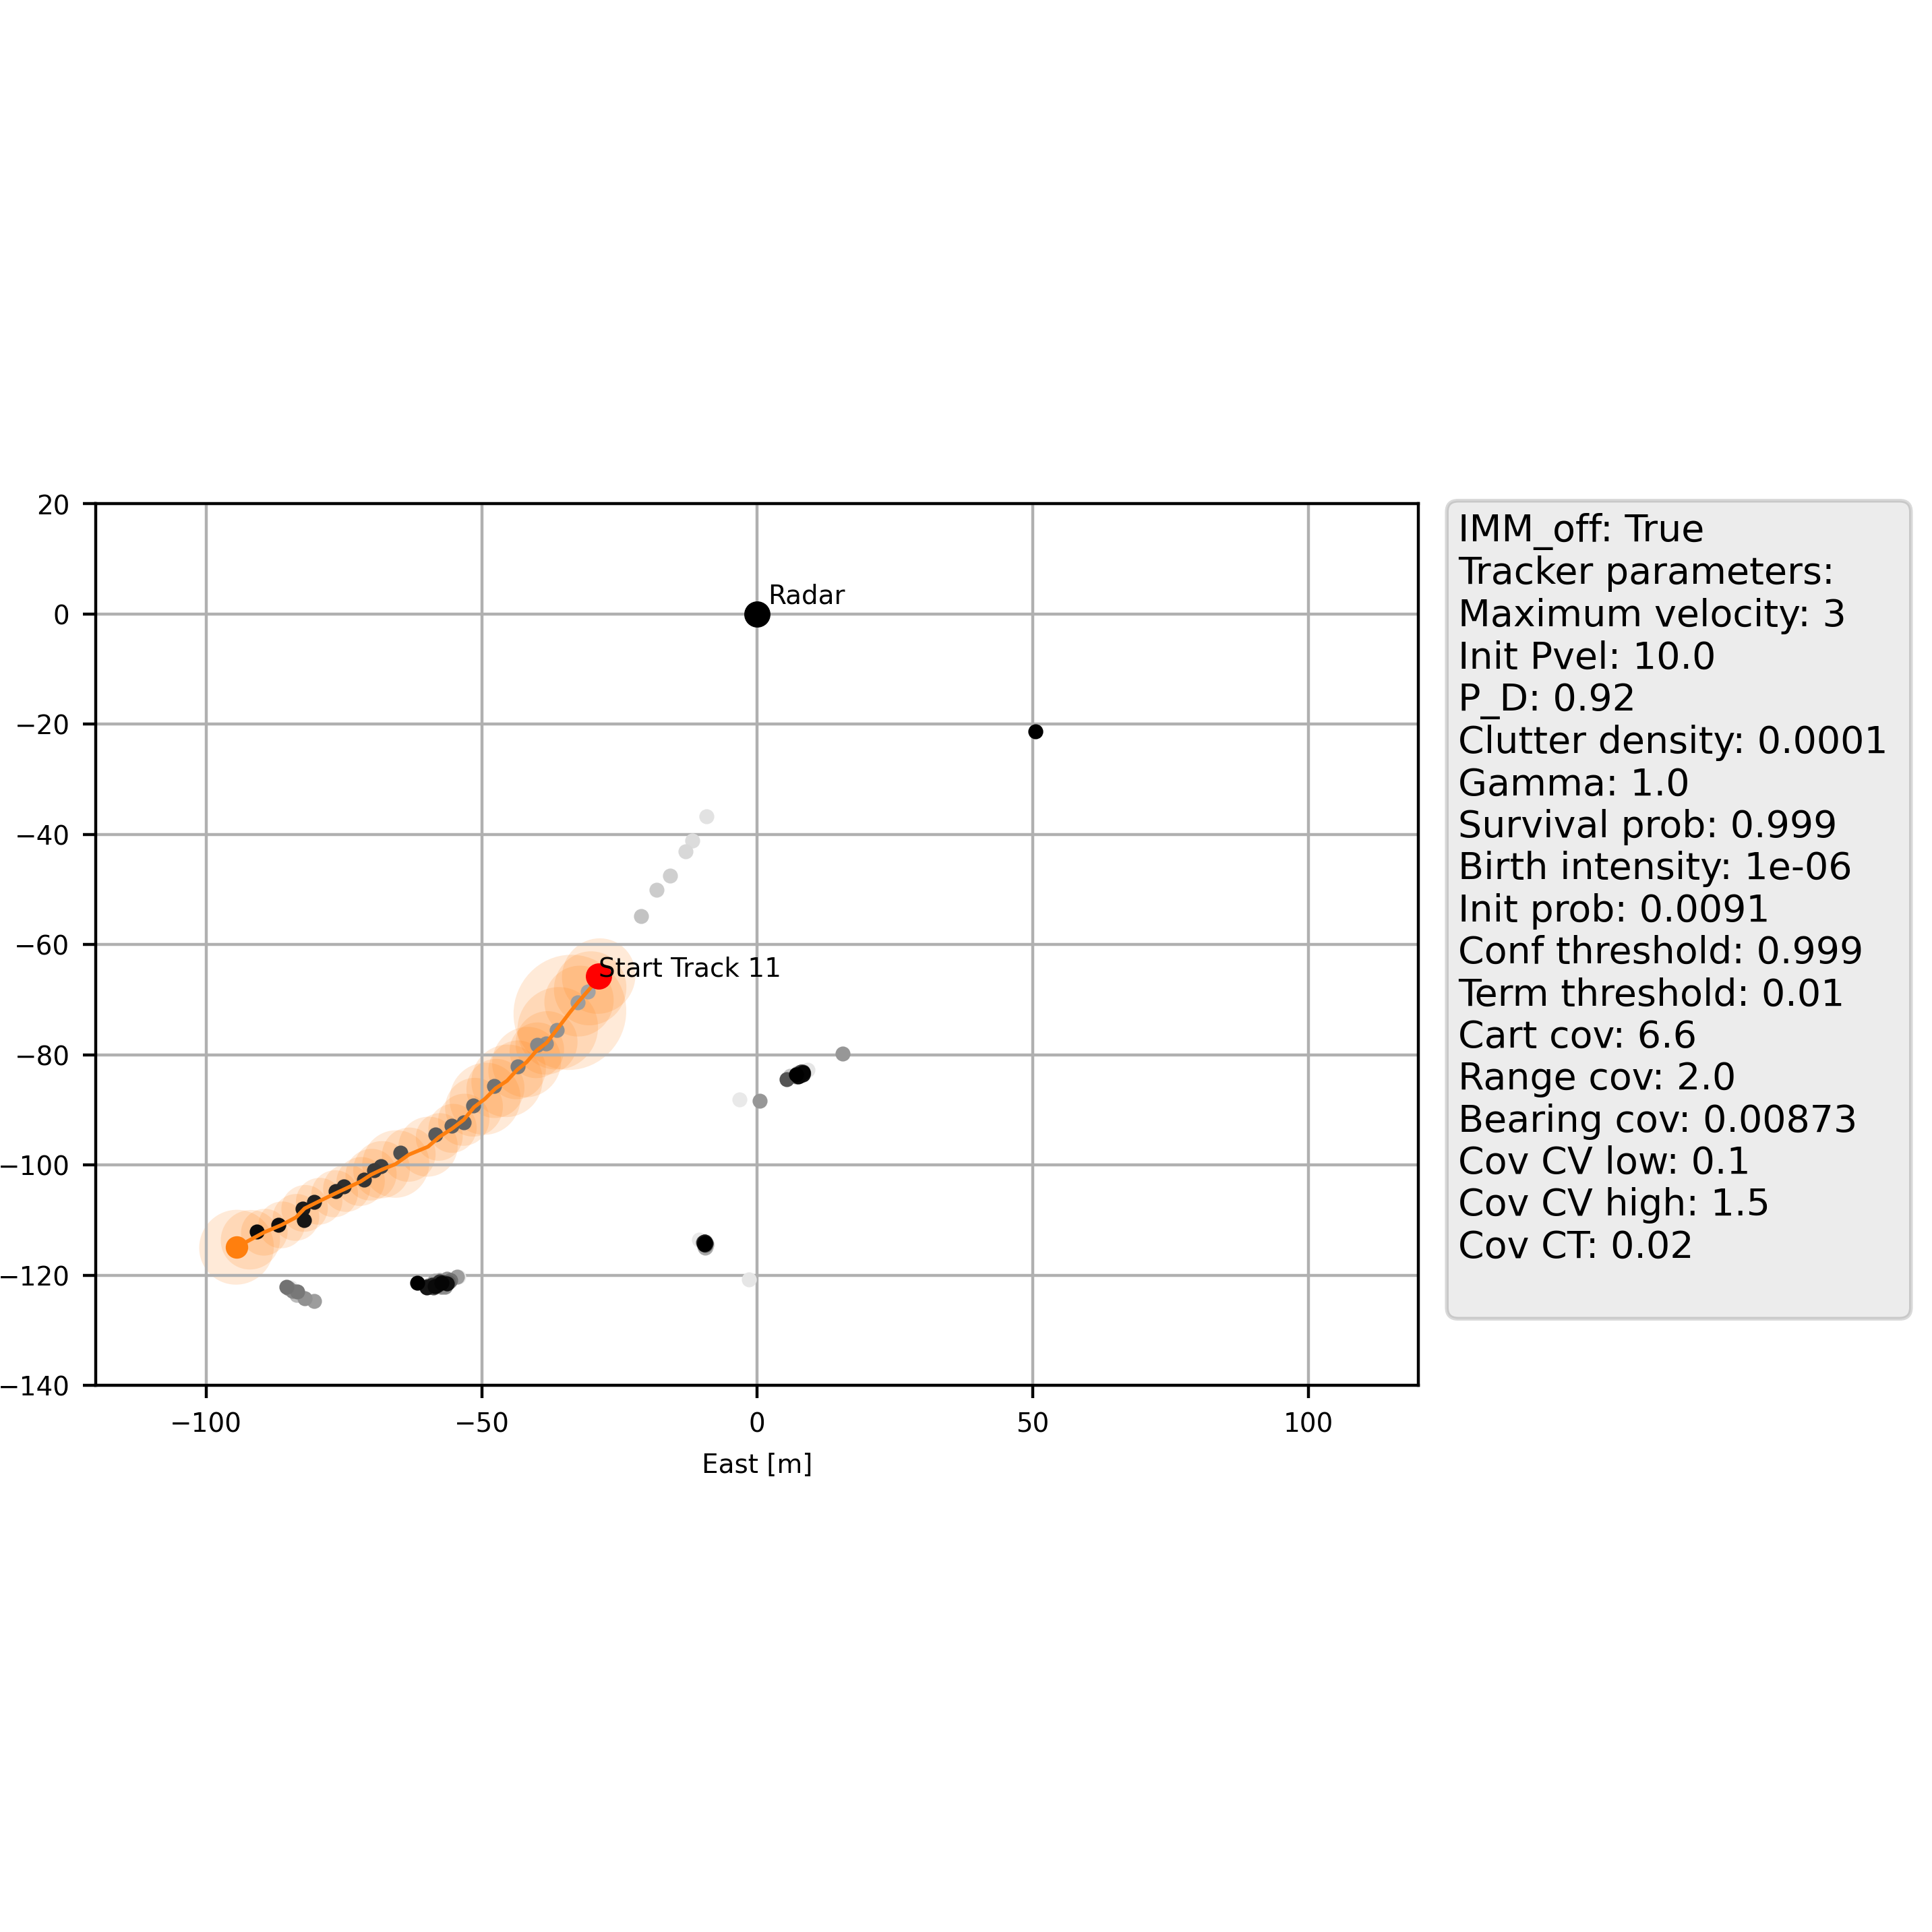 20
0
−20
−40
−60
−80
−100
−120
−140
−100
−50
0
50
100
East [m]
Radar
Start Track 11
IMM_off: True
Tracker parameters:
Maximum velocity: 3
Init Pvel: 10.0
P_D: 0.92
Clutter density: 0.0001
Gamma: 1.0
Survival prob: 0.999
Birth intensity: 1e-06
Init prob: 0.0091
Conf threshold: 0.999
Term threshold: 0.01
Cart cov: 6.6
Range cov: 2.0
Bearing cov: 0.00873
Cov CV low: 0.1
Cov CV high: 1.5
Cov CT: 0.02